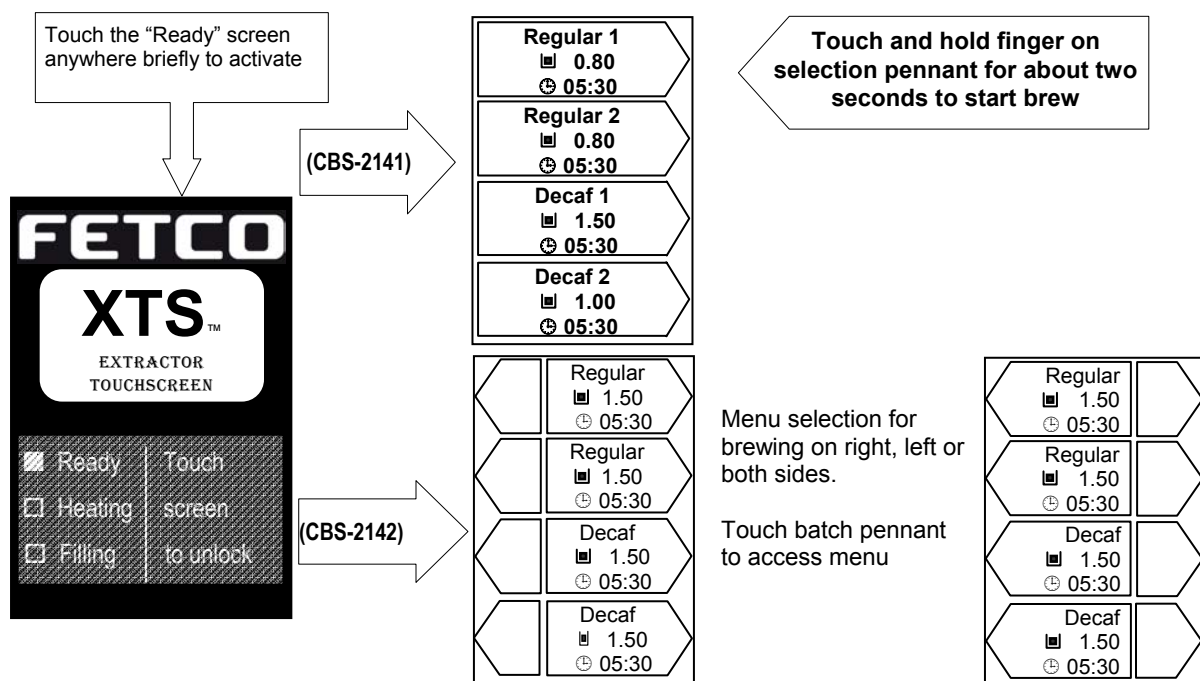 Touch the “Ready” screen
anywhere briefly to activate
(CBS-2141)
Regular 1
0.80
05:30
Regular 2
0.80
05:30
Decaf 1
1.50
05:30
Decaf 2
1.00
05:30
Touch and hold finger on
selection pennant for about two
seconds to start brew
FETCO
XTS™
EXTRACTOR
TOUCHSCREEN
Ready
Heating
Filling
Touch
screen
to unlock
(CBS-2142)
Regular
1.50
05:30
Regular
1.50
05:30
Decaf
1.50
05:30
Decaf
1.50
05:30
Menu selection for
brewing on right, left or
both sides.
Touch batch pennant
to access menu
Regular
1.50
05:30
Regular
1.50
05:30
Decaf
1.50
05:30
Decaf
1.50
05:30